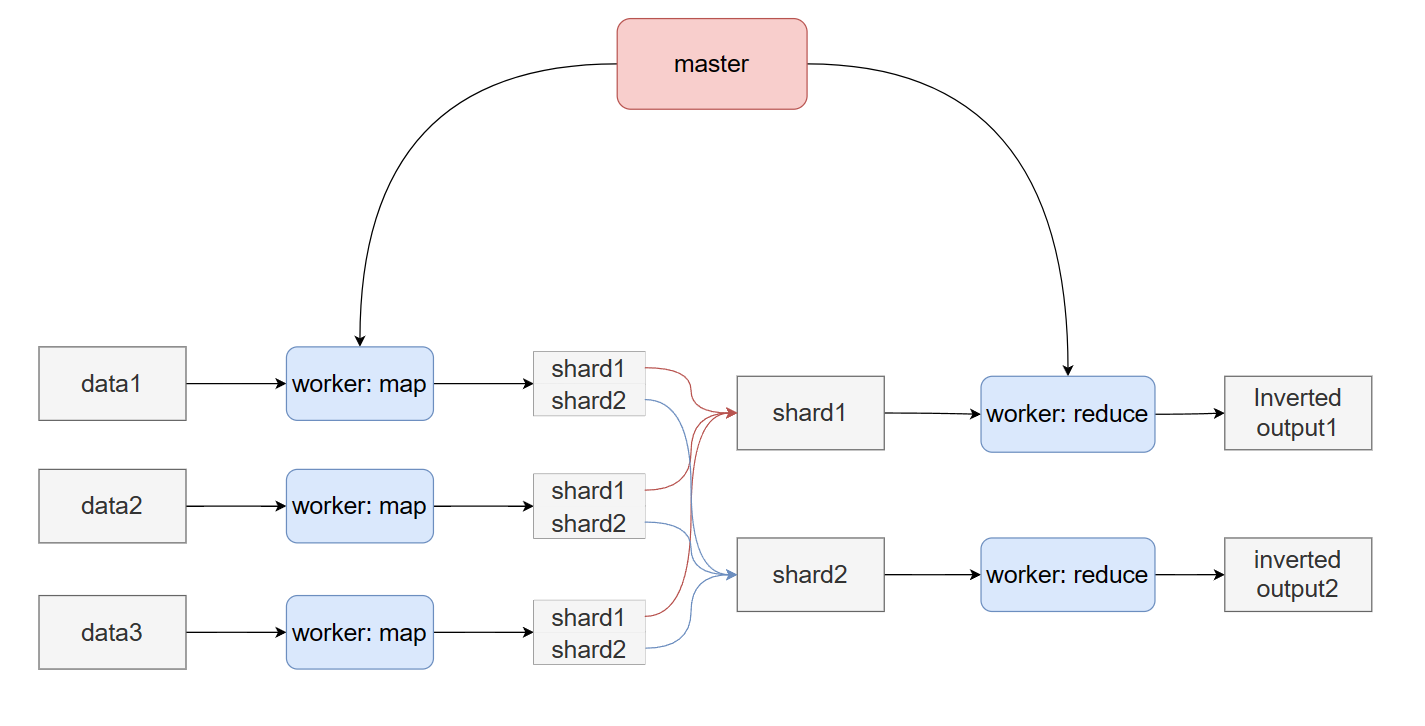 master
data1
worker: map
shard1
shard2
shard1
worker: reduce
Inverted
output1
data2
worker: map
shard1
shard2
shard2
worker: reduce
inverted
output2
data3
worker: map
shard1
shard2